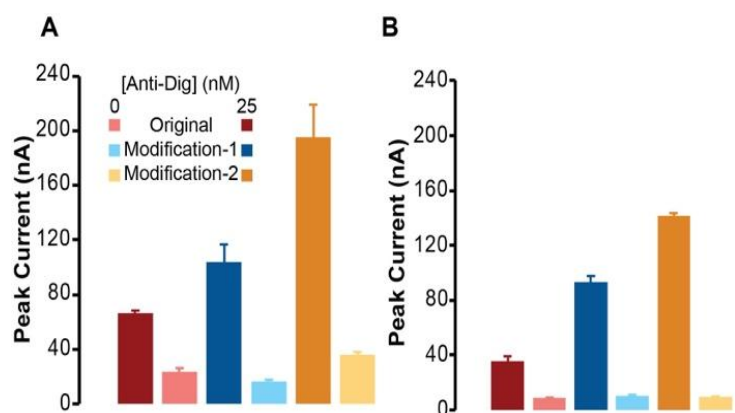 A
B
Peak Current (nA)
240
200
160
120
80
40
0
[Anti-Dig] (nM)
0 25
Original
Modification-1
Modification-2
Peak Current (nA)
240
200
160
120
80
40
0